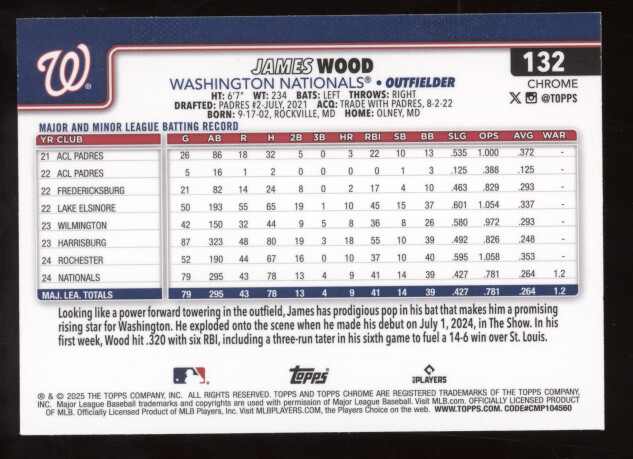 W
132
JAMES WOOD
WASHINGTON NATIONALS® • OUTFIELDER
CHROME
HT: 6'7" WT: 234 BATS: LEFT THROWS: RIGHT
@TOPPS
DRAFTED: PADRES #2-JULY, 2021 ACQ: TRADE WITH PADRES, 8-2-22
BORN: 9-17-02, ROCKVILLE, MD HOME: OLNEY, MD
MAJOR AND MINOR LEAGUE BATTING RECORD
YR CLUB G AB R H 2B 3B HR RBI SB BB SLG OPS AVG WAR
21 ACL PADRES 26 86 18 32 5 0 3 22 10 13 .535 1.000 .372 -
22 ACL PADRES 5 16 1 2 0 0 0 0 1 3 .125 .388 .125 -
22 FREDERICKSBURG 21 82 14 24 8 0 2 17 4 10 .463 .829 .293 -
22 LAKE ELSINORE 50 193 55 65 19 1 10 45 15 37 .601 1.054 .337 -
23 WILMINGTON 42 150 32 44 9 5 8 36 8 26 .580 .972 .293 -
23 HARRISBURG 87 323 48 80 19 3 18 55 10 39 .492 .826 .248 -
24 ROCHESTER 52 190 44 67 16 0 10 37 10 40 .595 1.058 .353 -
24 NATIONALS 79 295 43 78 13 4 9 41 14 39 .427 .781 .264 1.2
MAJ. LEA. TOTALS 79 295 43 78 13 4 9 41 14 39 .427 .781 .264 1.2
Looking like a power forward towering in the outfield, James has prodigious pop in his bat that makes him a promising
rising star for Washington. He exploded onto the scene when he made his debut on July 1, 2024, in The Show. In his
first week, Wood hit .320 with six RBI, including a three-run tater in his sixth game to fuel a 14-6 win over St. Louis.
topps
PLAYERS
® & © 2025 THE TOPPS COMPANY, INC. ALL RIGHTS RESERVED. TOPPS AND TOPPS CHROME ARE REGISTERED TRADEMARKS OF THE TOPPS COMPANY,
INC. Major League Baseball trademarks and copyrights are used with permission of Major League Baseball. Visit MLB.com. OFFICIALLY LICENSED PRODUCT
OF MLB. Officially Licensed Product of MLB Players, Inc. Visit MLBPLAYERS.COM, the Players Choice on the web. WWW.TOPPS.COM. CODE#CMP104560